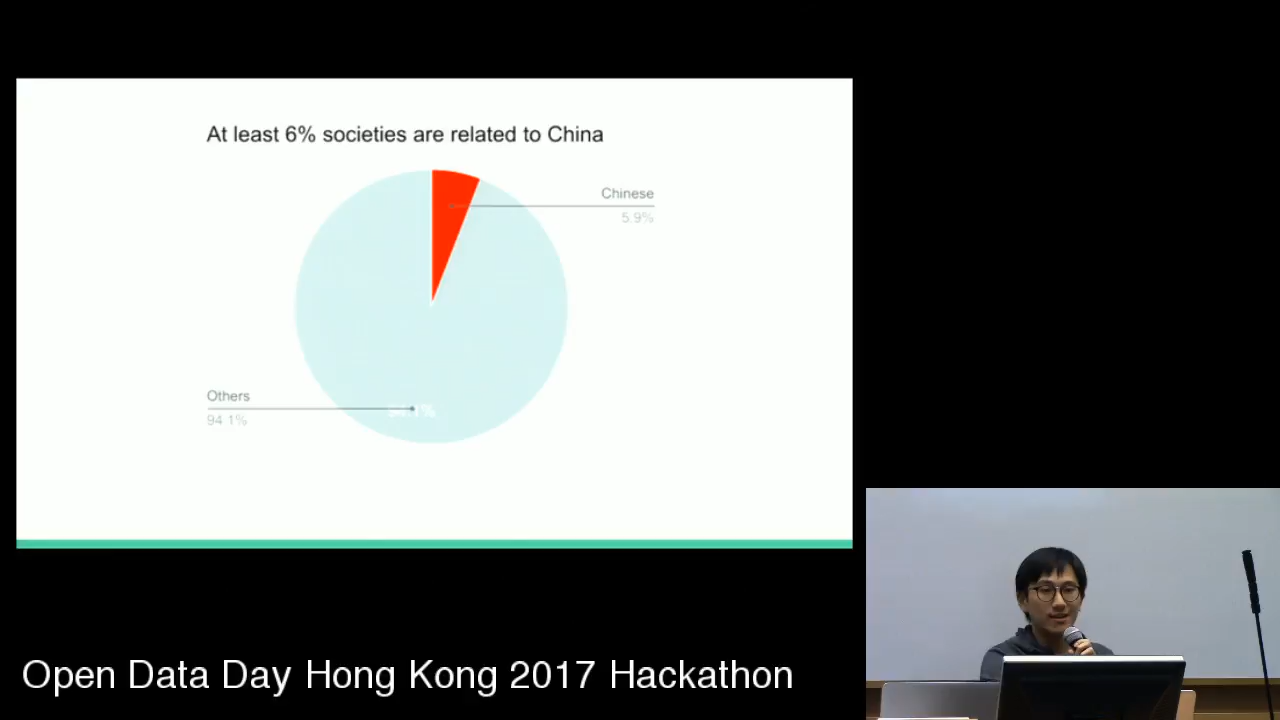 At least 6% societies are related to China
Chinese
5.9%
Others
94.1%
Open Data Day Hong Kong 2017 Hackathon